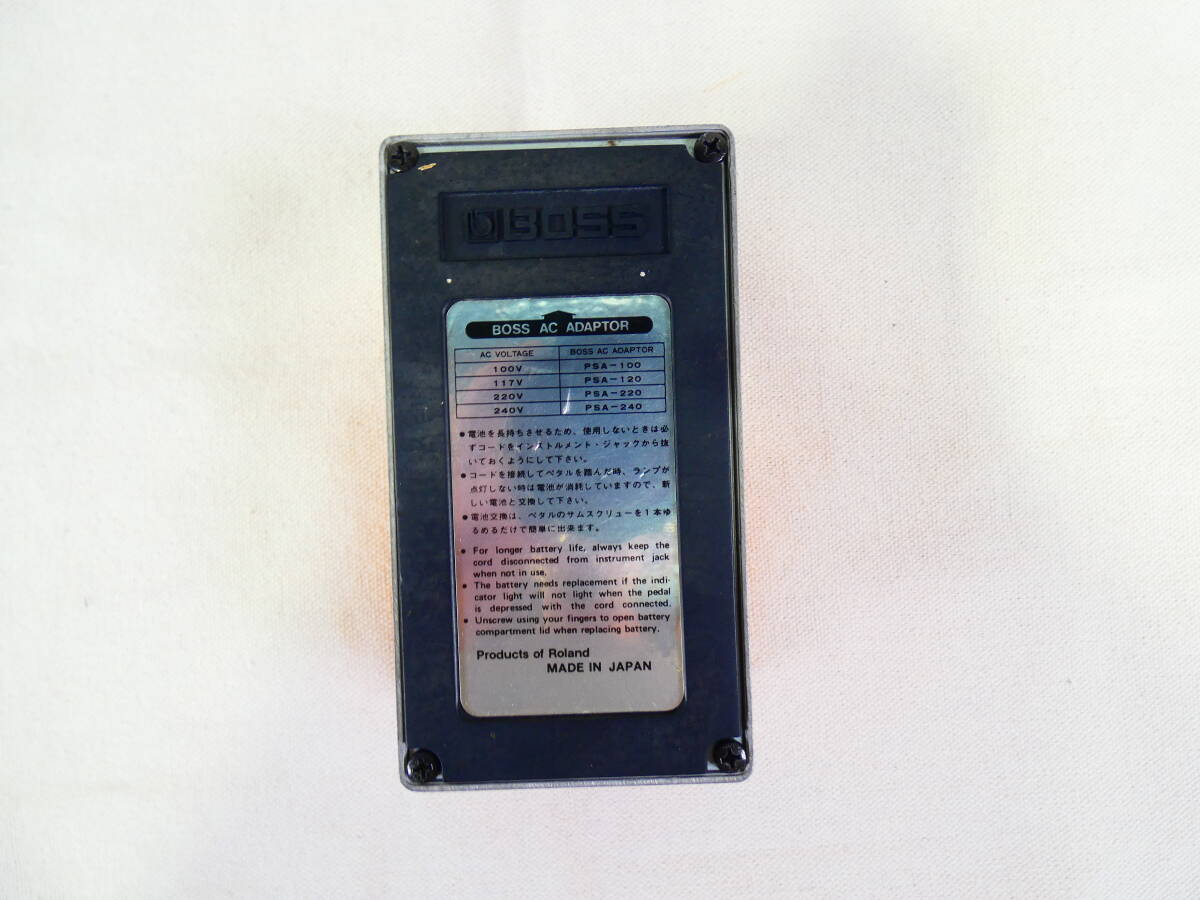 BOSS
BOSS AC ADAPTOR
AC VOLTAGE BOSS AC ADAPTOR
100V PSA-100
117V PSA-120
220V PSA-220
240V PSA-240
●電池を長持ちさせるため、使用しないときは必
ずコードをインストルメント・ジャックから抜
いておくようにして下さい。
●コードを接続してペタルを踏んだ時、ランプが
点灯しない時は電池が消耗していますので、新
しい電池と交換して下さい。
●電池交換は、ペタルのサムスクリューを1本ゆ
るめるだけで簡単に出来ます。
● For longer battery life, always keep the
cord disconnected from instrument jack
when not in use.
● The battery needs replacement if the indi-
cator light will not light when the pedal
is depressed with the cord connected.
● Unscrew using your fingers to open battery
compartment lid when replacing battery.
Products of Roland
MADE IN JAPAN